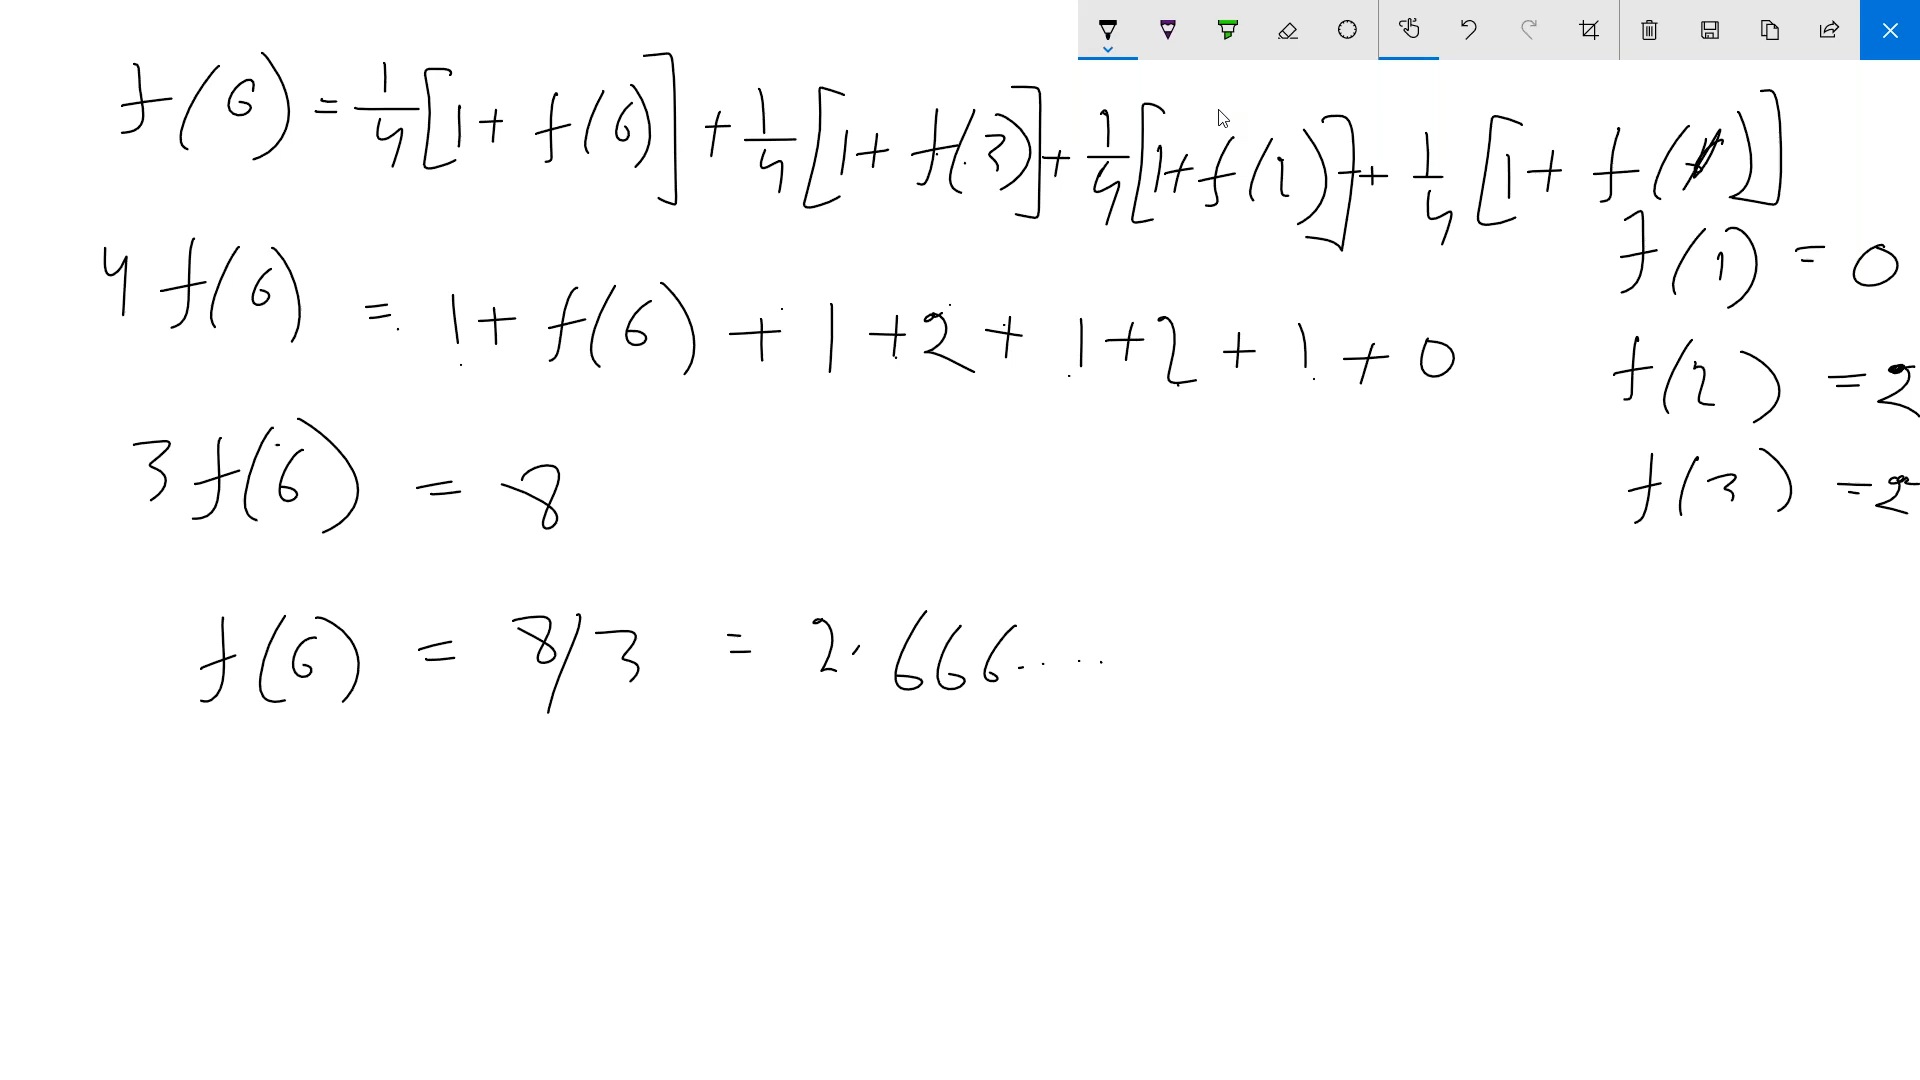 f(6) = 1/4 [1 + f(6)] + 1/4 [1 + f(3)] + 1/4 [1 + f(2)] + 1/4 [1 + f(1)]
f(1) = 0
4 f(6) = 1 + f(6) + 1 + 2 + 1 + 2 + 1 + 0
f(2) = 2
3 f(6) = 8
f(3) = 2
f(6) = 8/3 = 2.666....